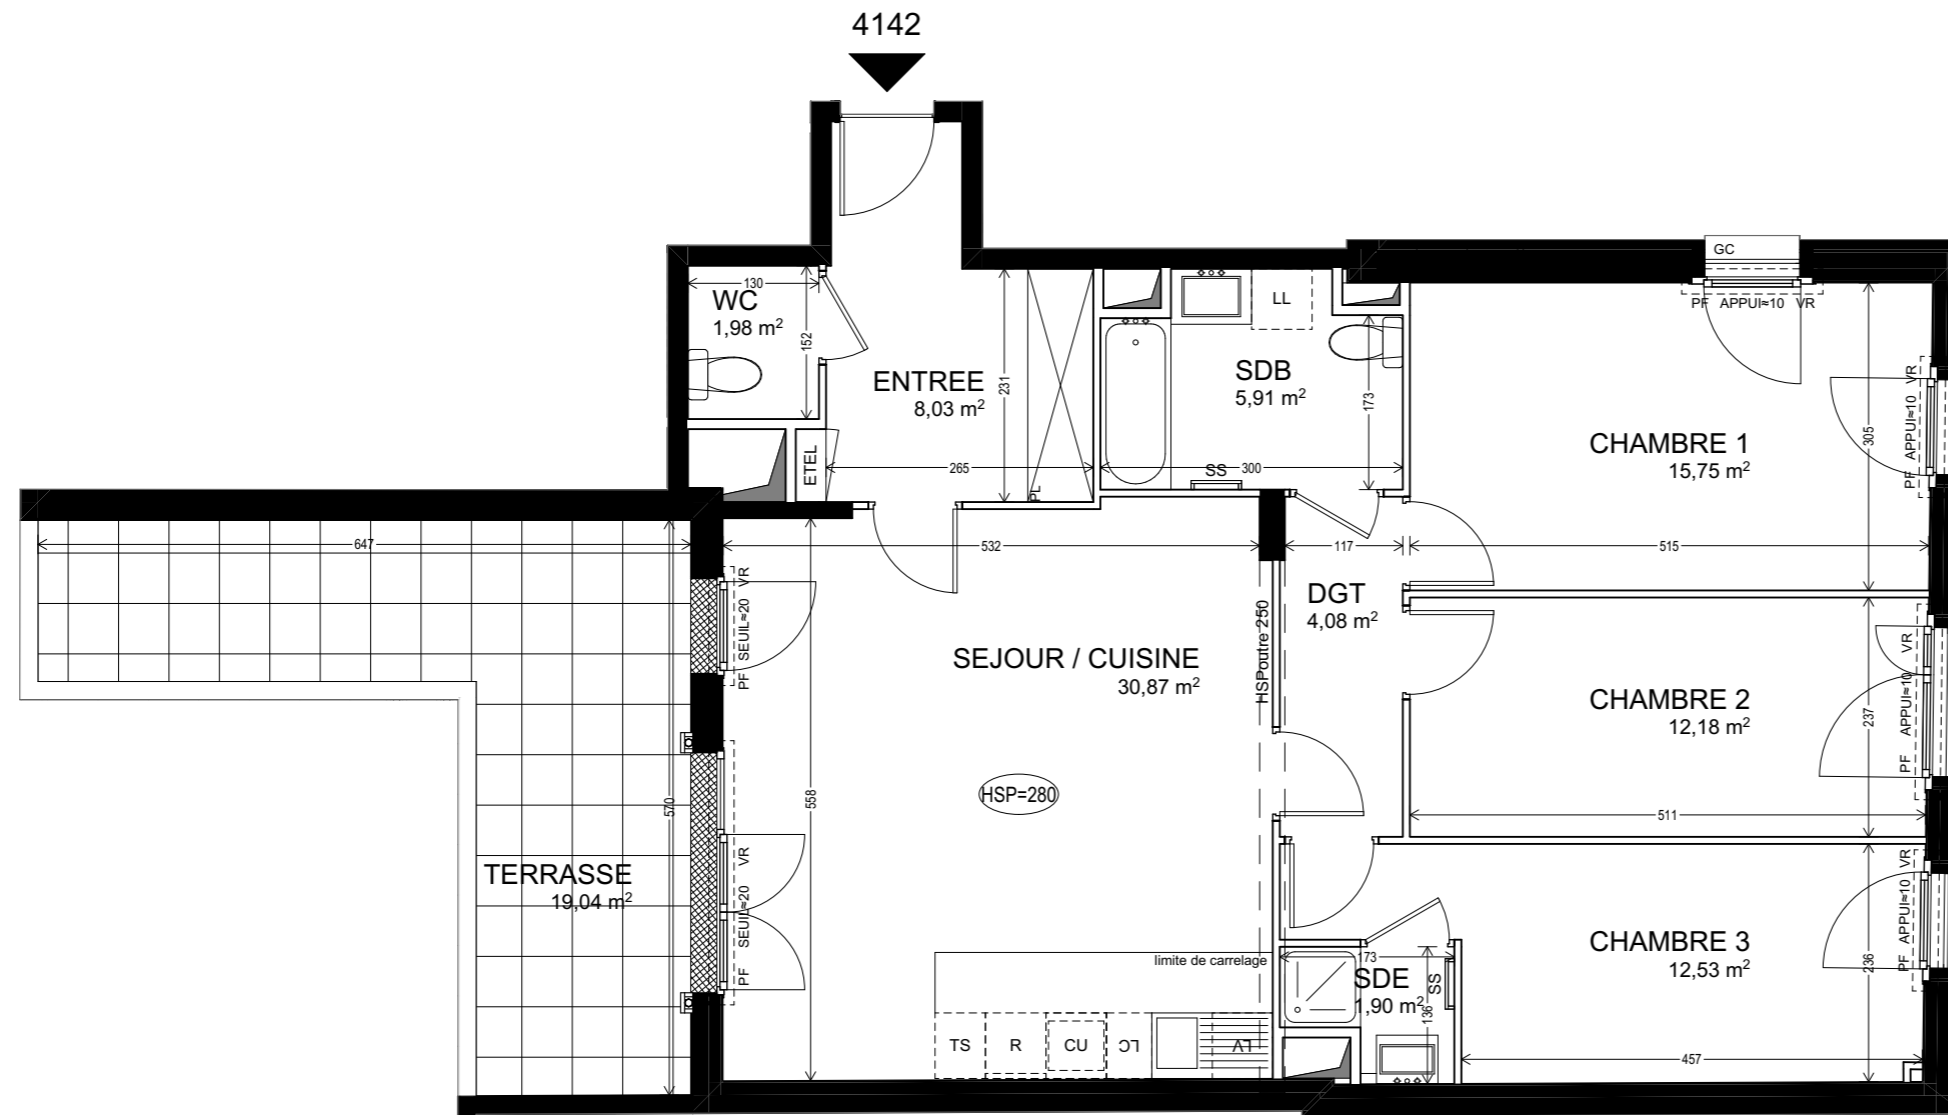 4142
GC
PF APPUI≈10 VR
130
WC
1,98 m²
152
ENTREE
8,03 m²
231
265
PL
ETEL
LL
SDB
5,91 m²
173
SS
300
CHAMBRE 1
15,75 m²
305
PF APPUI≈10 VR
647
532
117
515
PF SEUIL≈20 VR
DGT
4,08 m²
HSPoutre 250
SEJOUR / CUISINE
30,87 m²
CHAMBRE 2
12,18 m²
237
PF APPUI≈10 VR
511
HSP=280
558
570
TERRASSE
19,04 m²
PF SEUIL≈20 VR
limite de carrelage
173
SDE
1,90 m²
136
SS
CHAMBRE 3
12,53 m²
236
PF APPUI≈10 VR
457
TS
R
CU
LC
LV